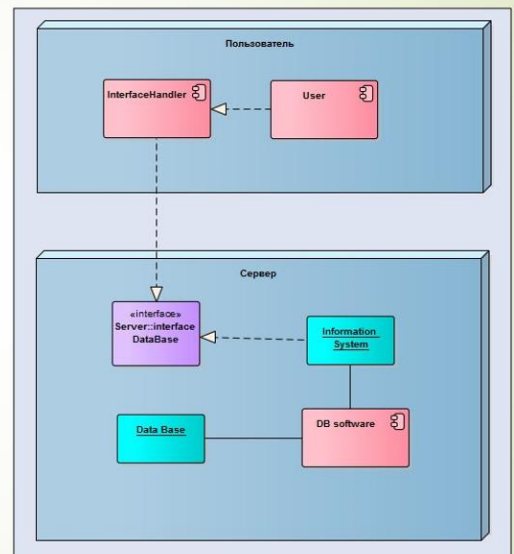 Пользователь
InterfaceHandler
User
Сервер
«interface»
Server::interface
DataBase
Information
System
Data Base
DB software